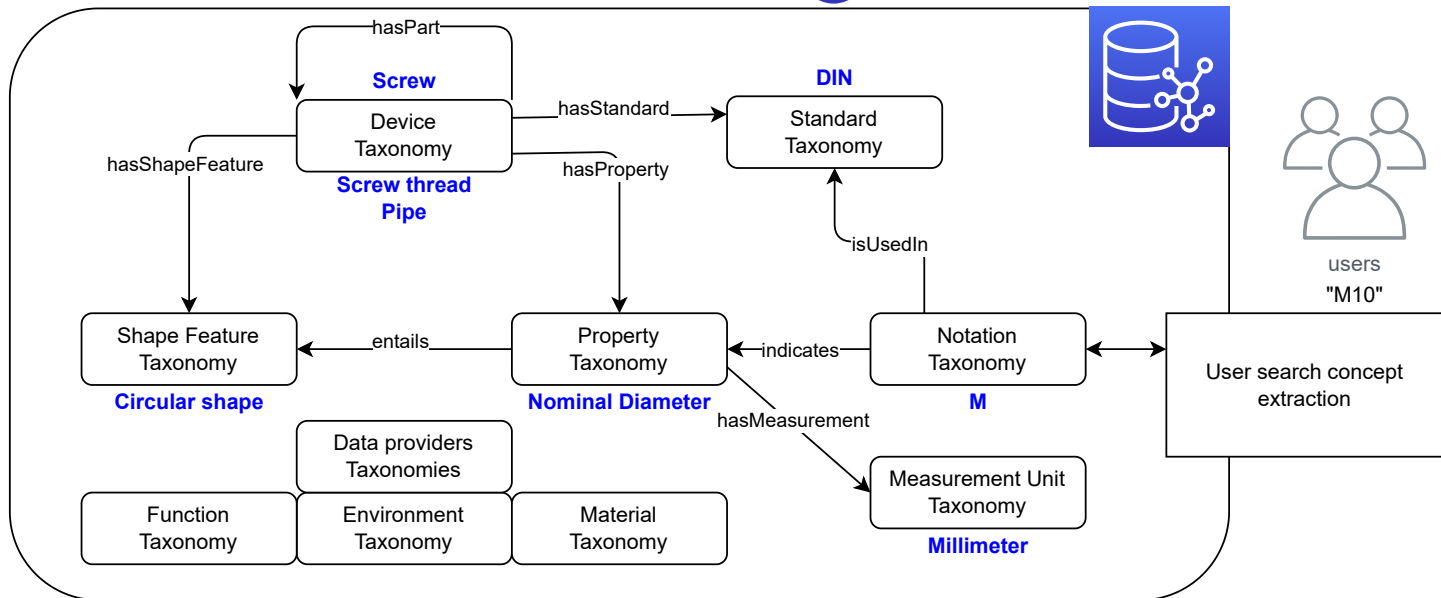 hasPart
Screw
DIN
Device
Taxonomy
hasStandard
Standard
Taxonomy
hasShapeFeature
hasProperty
Screw thread
Pipe
isUsedIn
users
"M10"
Shape Feature
Taxonomy
entails
Property
Taxonomy
indicates
Notation
Taxonomy
User search concept
extraction
Circular shape
Nominal Diameter
M
hasMeasurement
Data providers
Taxonomies
Measurement Unit
Taxonomy
Function
Taxonomy
Environment
Taxonomy
Material
Taxonomy
Millimeter